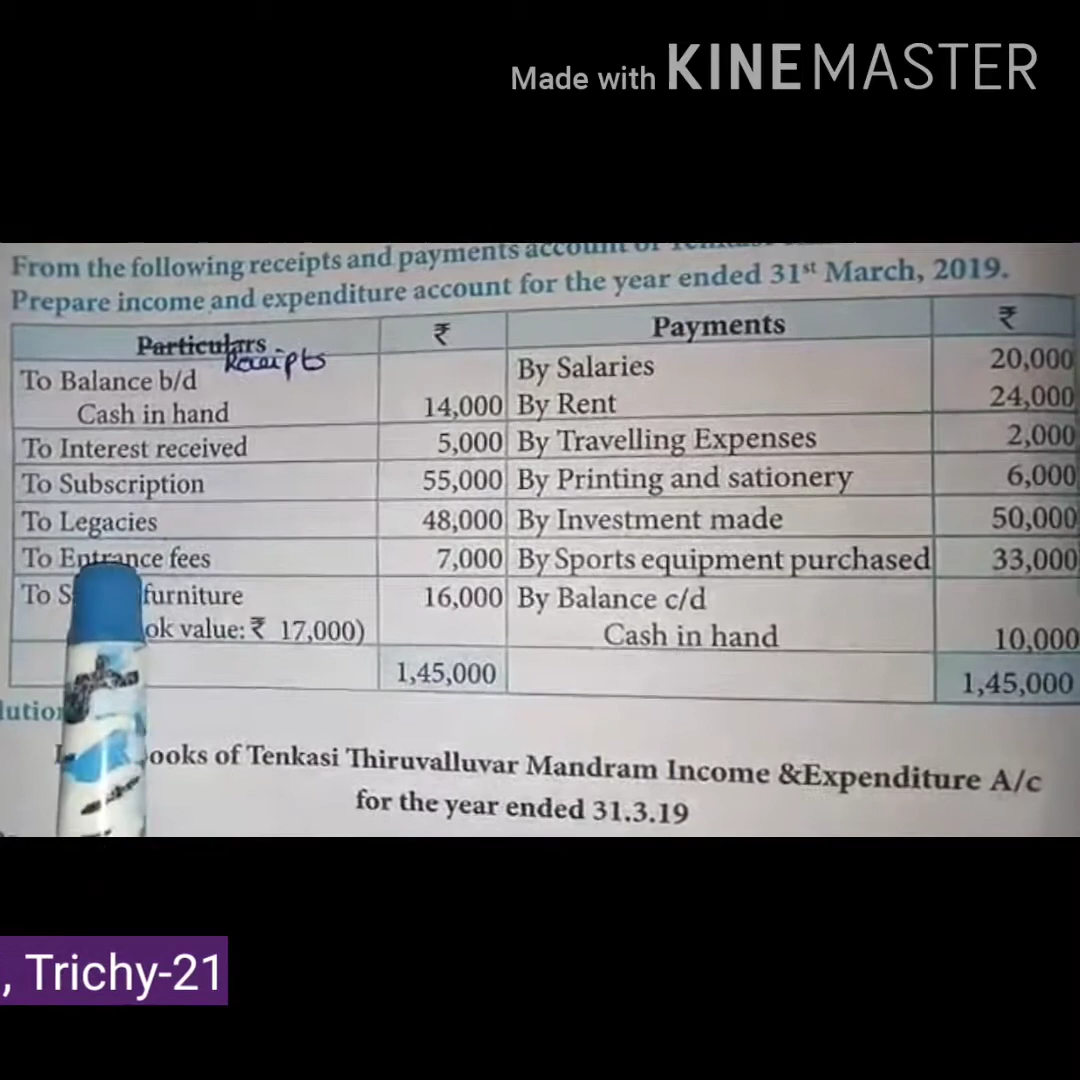 Made with KINEMASTER
From the following receipts and payments account of
Prepare income and expenditure account for the year ended 31st March, 2019.
Particulars ₹ Payments ₹
Receipts
To Balance b/d By Salaries 20,000
Cash in hand 14,000 By Rent 24,000
To Interest received 5,000 By Travelling Expenses 2,000
To Subscription 55,000 By Printing and sationery 6,000
To Legacies 48,000 By Investment made 50,000
To Entrance fees 7,000 By Sports equipment purchased 33,000
To S furniture 16,000 By Balance c/d
ok value: ₹ 17,000) Cash in hand 10,000
1,45,000 1,45,000
lution
ooks of Tenkasi Thiruvalluvar Mandram Income &Expenditure A/c
for the year ended 31.3.19
, Trichy-21